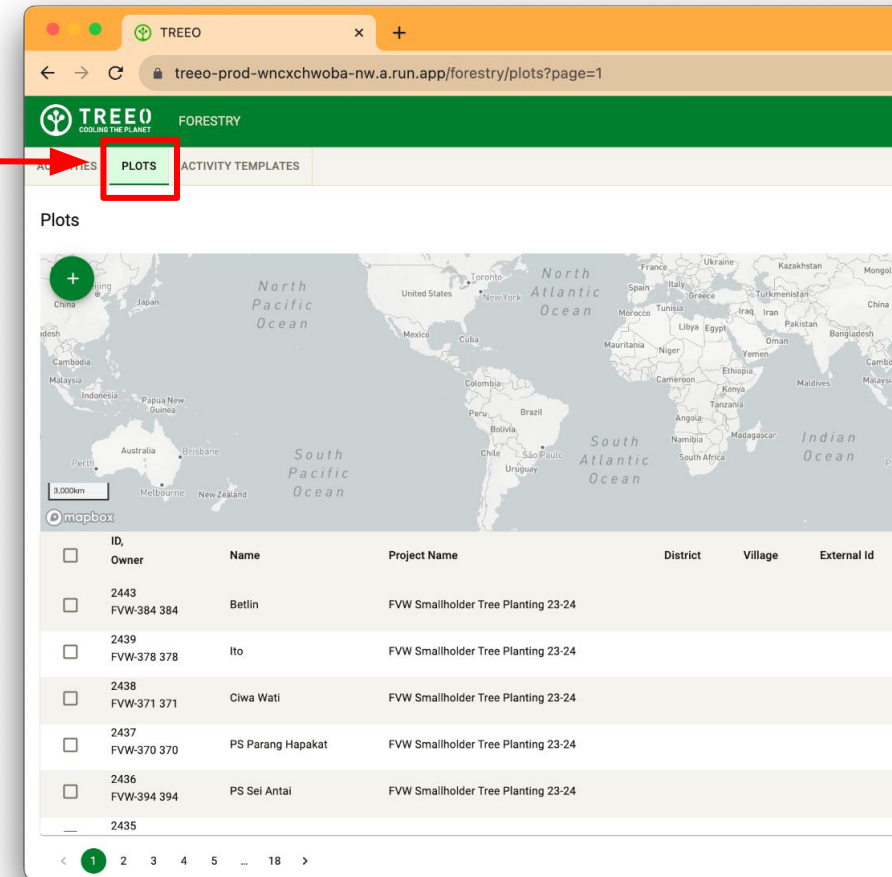 TREEO
treeo-prod-wncxchwoba-nw.a.run.app/forestry/plots?page=1
TREEO
COOLING THE PLANET
FORESTRY
PLOTS
ACTIVITY TEMPLATES
Plots
+
China
Japan
North
Pacific
Ocean
Toronto
United States
New York
North
Atlantic
Ocean
Mexico
Cuba
France
Ukraine
Kazakhstan
Spain
Italy
Greece
Turkmenistan
China
Morocco
Tunisia
Iraq
Iran
Pakistan
Libya
Egypt
Oman
Bangladesh
Mauritania
Niger
Yemen
Cambodia
Malaysia
Ethiopia
Colombia
Cameroon
Kenya
Maldives
Indonesia
Papua New
Guinea
Tanzania
Peru
Brazil
Angola
Bolivia
Australia
Brisbane
South
Pacific
Ocean
Chile
São Paulo
Uruguay
South
Atlantic
Ocean
Namibia
Madagascar
South Africa
Indian
Ocean
Perth
Melbourne
New Zealand
3,000km
mapbox
ID,
Owner Name Project Name District Village External Id
2443
FVW-384 384 Betlin FVW Smallholder Tree Planting 23-24
2439
FVW-378 378 Ito FVW Smallholder Tree Planting 23-24
2438
FVW-371 371 Ciwa Wati FVW Smallholder Tree Planting 23-24
2437
FVW-370 370 PS Parang Hapakat FVW Smallholder Tree Planting 23-24
2436
FVW-394 394 PS Sei Antai FVW Smallholder Tree Planting 23-24
2435
< 1 2 3 4 5 … 18 >